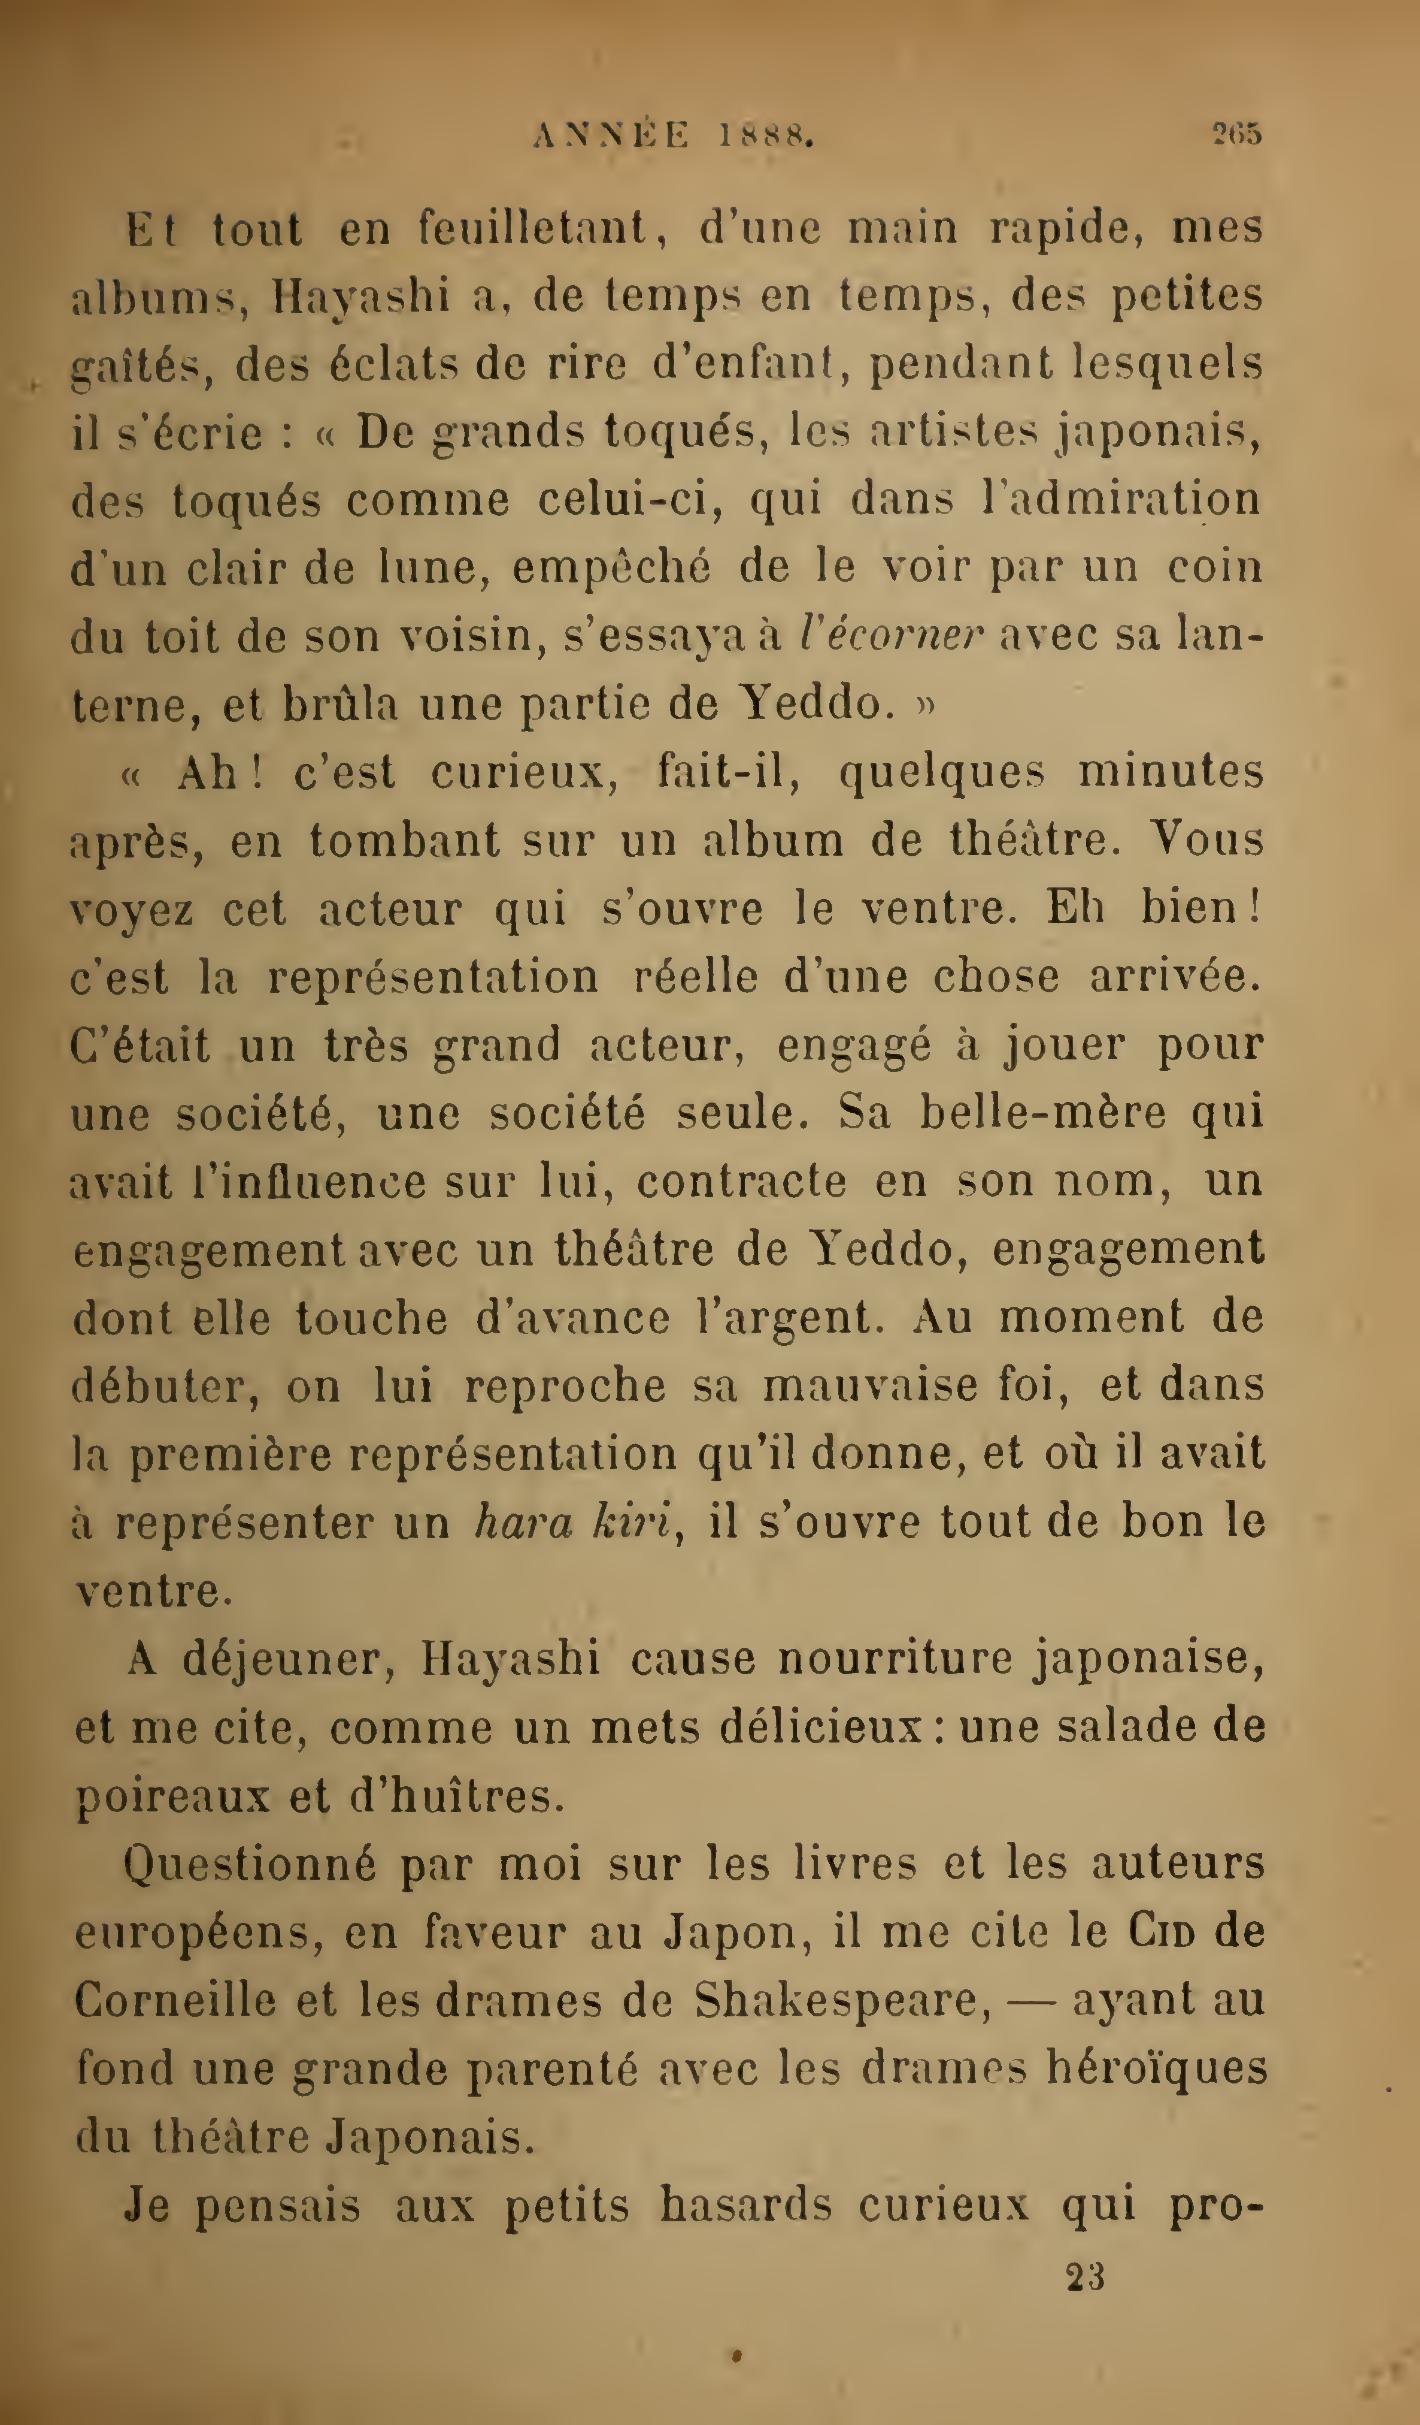 ANNÉE 1888. 265
Et tout en feuilletant, d'une main rapide, mes
albums, Hayashi a, de temps en temps, des petites
gaîtés, des éclats de rire d'enfant, pendant lesquels
il s'écrie : « De grands toqués, les artistes japonais,
des toqués comme celui-ci, qui dans l'admiration
d'un clair de lune, empêché de le voir par un coin
du toit de son voisin, s'essaya à l'écorner avec sa lan-
terne, et brûla une partie de Yeddo. »
« Ah ! c'est curieux, fait-il, quelques minutes
après, en tombant sur un album de théâtre. Vous
voyez cet acteur qui s'ouvre le ventre. Eh bien !
c'est la représentation réelle d'une chose arrivée.
C'était un très grand acteur, engagé à jouer pour
une société, une société seule. Sa belle-mère qui
avait l'influence sur lui, contracte en son nom, un
engagement avec un théâtre de Yeddo, engagement
dont elle touche d'avance l'argent. Au moment de
débuter, on lui reproche sa mauvaise foi, et dans
la première représentation qu'il donne, et où il avait
à représenter un hara kiri, il s'ouvre tout de bon le
ventre.
A déjeuner, Hayashi cause nourriture japonaise,
et me cite, comme un mets délicieux : une salade de
poireaux et d'huîtres.
Questionné par moi sur les livres et les auteurs
européens, en faveur au Japon, il me cite le CID de
Corneille et les drames de Shakespeare, — ayant au
fond une grande parenté avec les drames héroïques
du théâtre Japonais.
Je pensais aux petits hasards curieux qui pro-
23